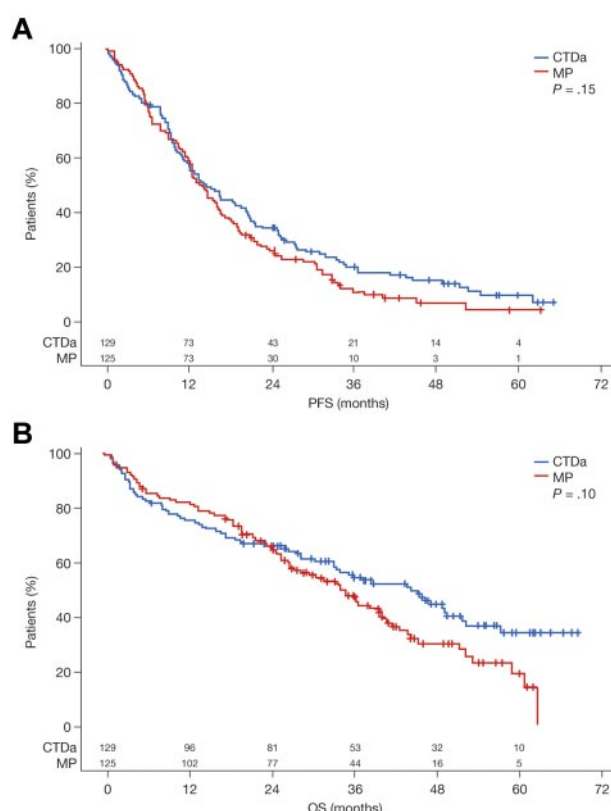 A
100
80
60
40
20
0
Patients (%)
CTDa
MP
P = .15
CTDa 129 73 43 21 14 4
MP 125 73 30 10 3 1
0 12 24 36 48 60 72
PFS (months)
B
100
80
60
40
20
0
Patients (%)
CTDa
MP
P = .10
CTDa 129 96 81 53 32 10
MP 125 102 77 44 16 5
0 12 24 36 48 60 72
OS (months)